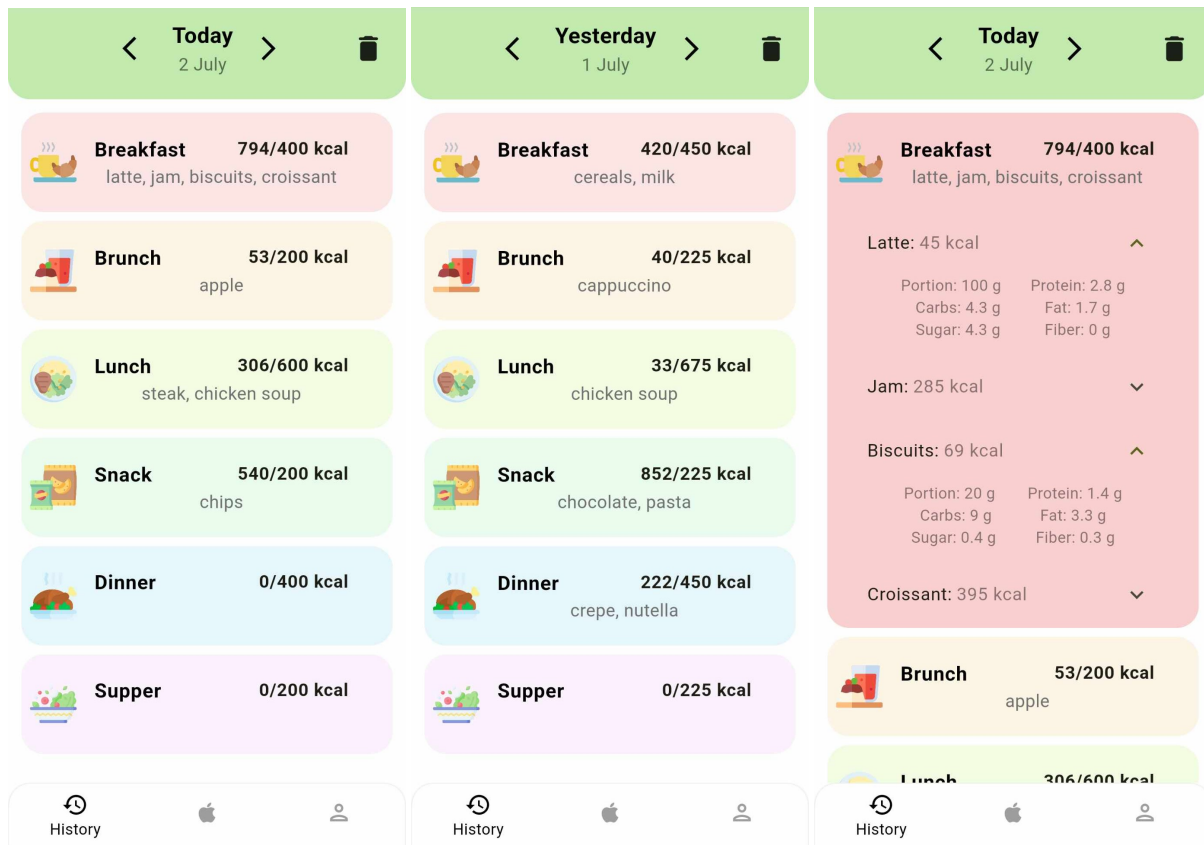 Today
2 July
Breakfast 794/400 kcal
latte, jam, biscuits, croissant
Brunch 53/200 kcal
apple
Lunch 306/600 kcal
steak, chicken soup
Snack 540/200 kcal
chips
Dinner 0/400 kcal
Supper 0/200 kcal
History
Yesterday
1 July
Breakfast 420/450 kcal
cereals, milk
Brunch 40/225 kcal
cappuccino
Lunch 33/675 kcal
chicken soup
Snack 852/225 kcal
chocolate, pasta
Dinner 222/450 kcal
crepe, nutella
Supper 0/225 kcal
History
Today
2 July
Breakfast 794/400 kcal
latte, jam, biscuits, croissant
Latte: 45 kcal
Portion: 100 g Protein: 2.8 g
Carbs: 4.3 g Fat: 1.7 g
Sugar: 4.3 g Fiber: 0 g
Jam: 285 kcal
Biscuits: 69 kcal
Portion: 20 g Protein: 1.4 g
Carbs: 9 g Fat: 3.3 g
Sugar: 0.4 g Fiber: 0.3 g
Croissant: 395 kcal
Brunch 53/200 kcal
apple
Lunch 306/600 kcal
History